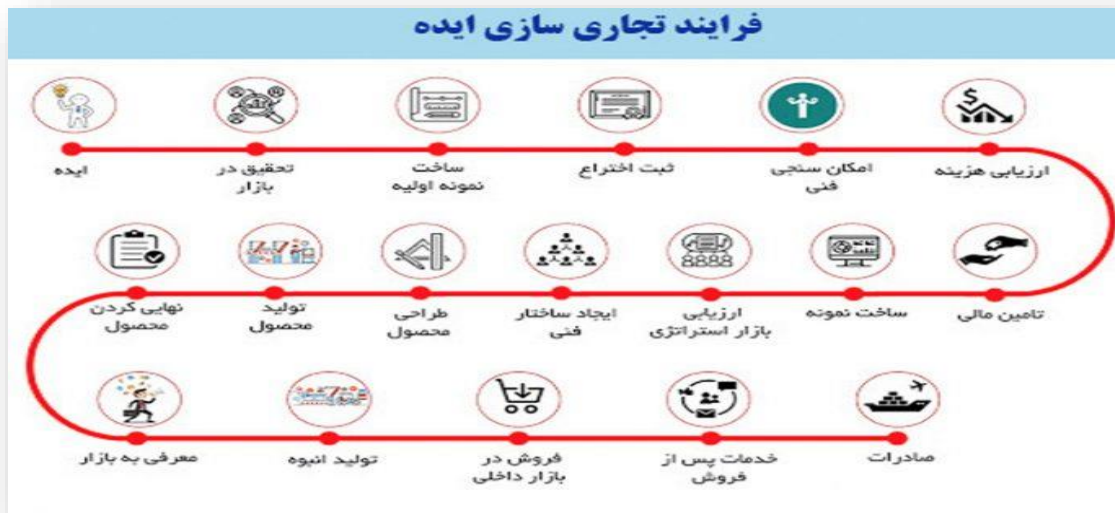 فرایند تجاری سازی ایده
ایده
تحقیق در
بازار
ساخت
نمونه اولیه
ثبت اختراع
امکان سنجی
فنی
ارزیابی هزینه
تامین مالی
ساخت نمونه
ارزیابی
بازار استراتژی
ایجاد ساختار
فنی
طراحی
محصول
تولید
محصول
نهایی کردن
محصول
معرفی به بازار
تولید انبوه
فروش در
بازار داخلی
خدمات پس از
فروش
صادرات